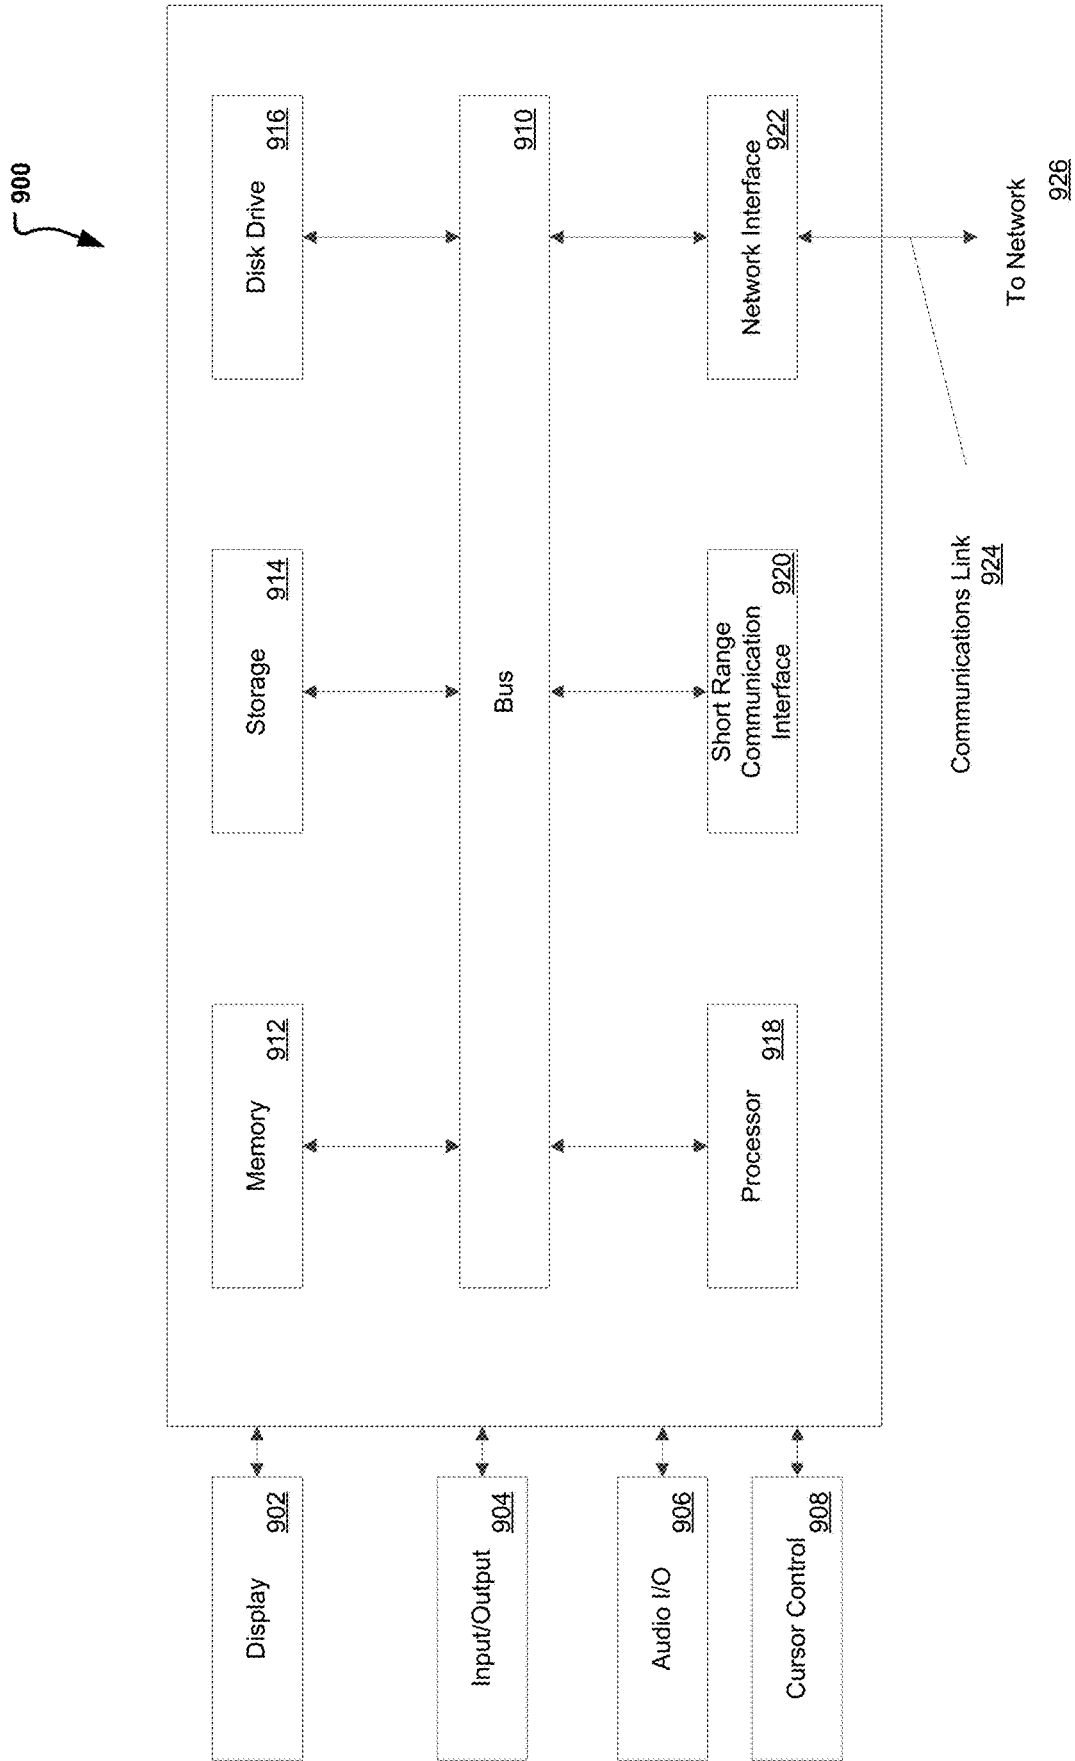 900
Display
902
Input/Output
904
Audio I/O
906
Cursor Control
908
Memory
912
Storage
914
Disk Drive
916
Bus
910
Processor
918
Short Range
Communication
Interface
920
Network Interface
922
Communications Link
924
To Network
926